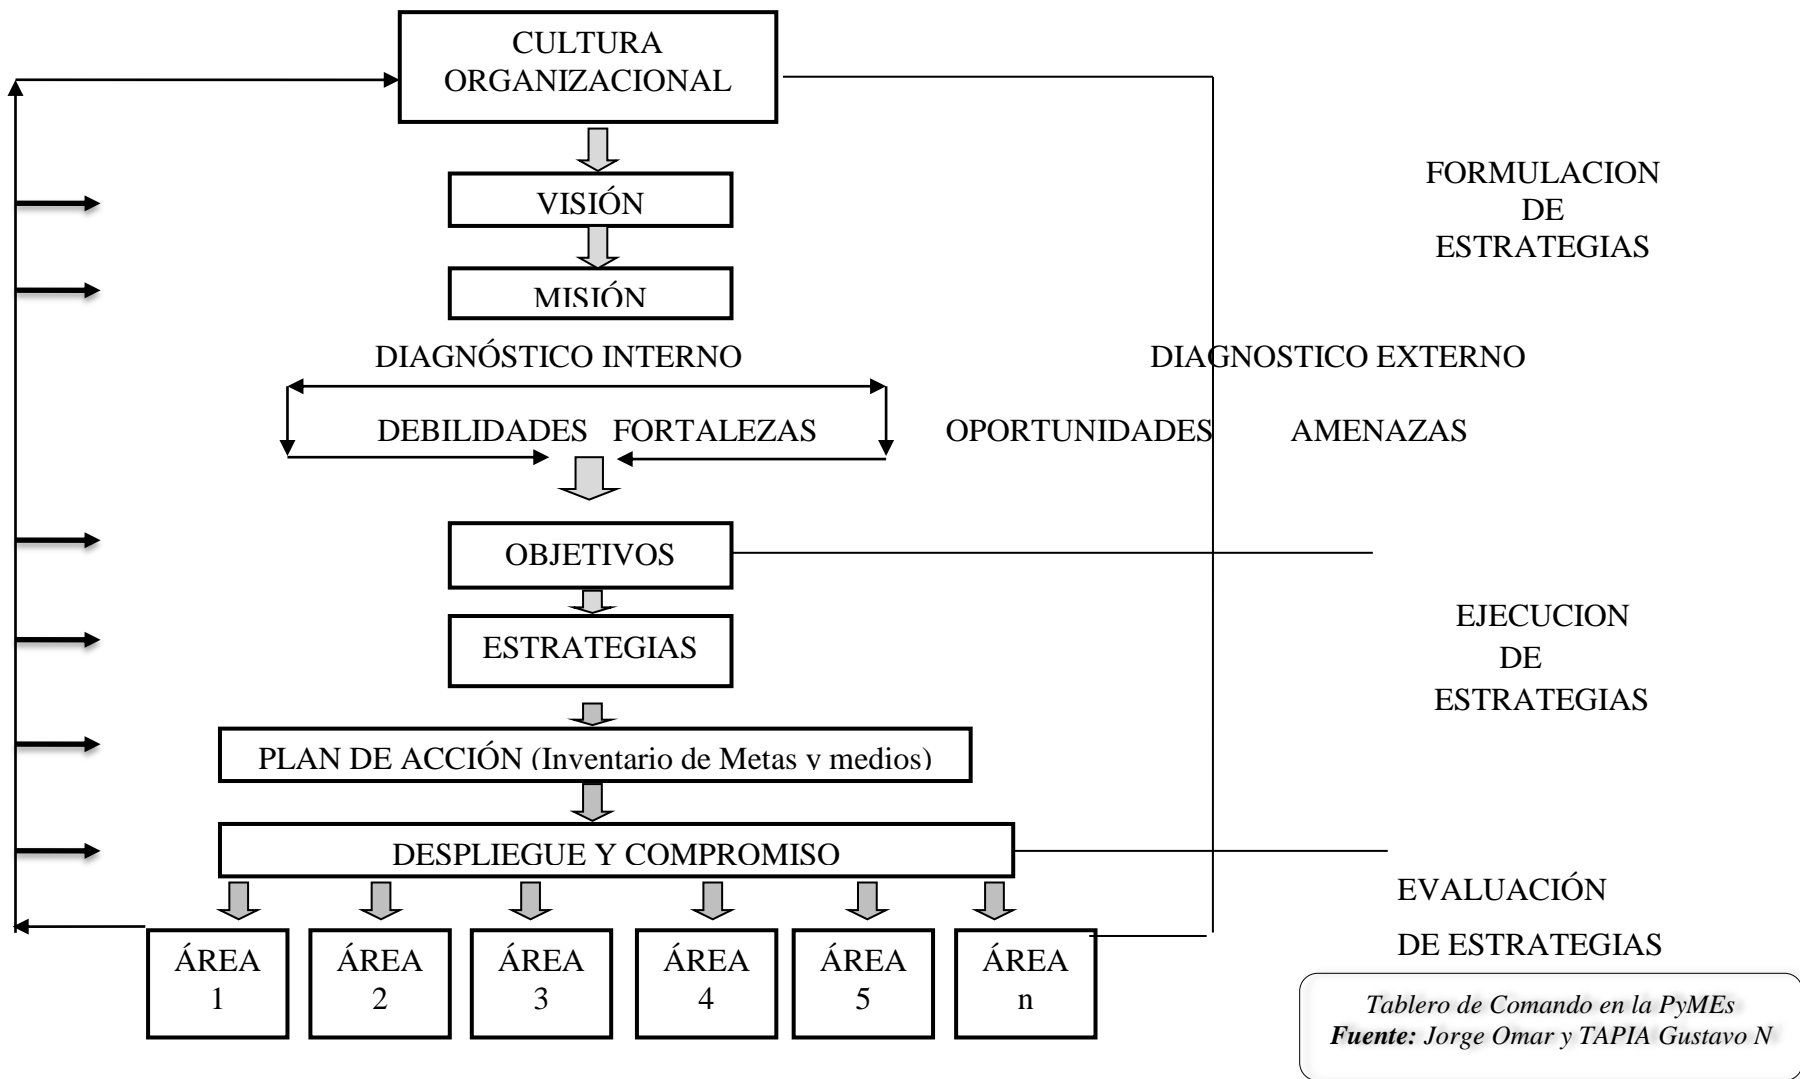 CULTURA
ORGANIZACIONAL
VISIÓN
FORMULACION
DE
ESTRATEGIAS
MISIÓN
DIAGNÓSTICO INTERNO
DIAGNOSTICO EXTERNO
DEBILIDADES FORTALEZAS
OPORTUNIDADES AMENAZAS
OBJETIVOS
ESTRATEGIAS
EJECUCION
DE
ESTRATEGIAS
PLAN DE ACCIÓN (Inventario de Metas y medios)
DESPLIEGUE Y COMPROMISO
EVALUACIÓN
DE ESTRATEGIAS
ÁREA
1
ÁREA
2
ÁREA
3
ÁREA
4
ÁREA
5
ÁREA
n
Tablero de Comando en la PyMEs
Fuente: Jorge Omar y TAPIA Gustavo N